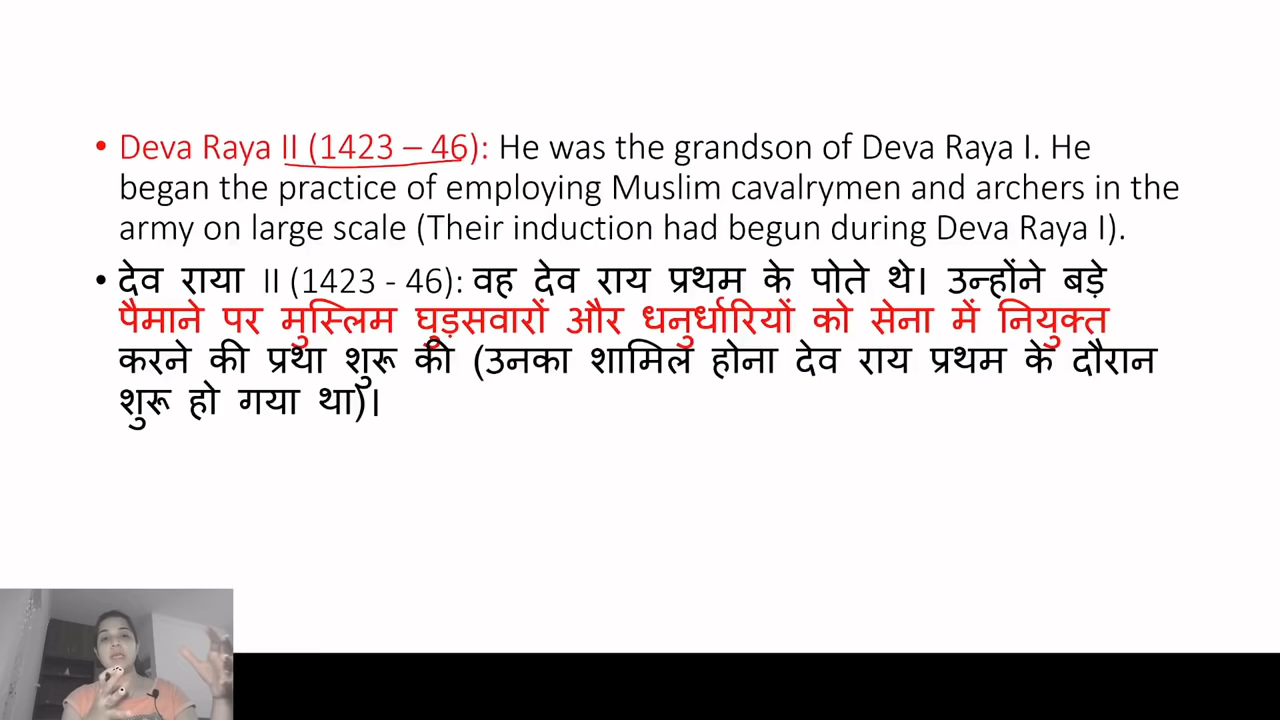 • Deva Raya II (1423 – 46): He was the grandson of Deva Raya I. He
began the practice of employing Muslim cavalrymen and archers in the
army on large scale (Their induction had begun during Deva Raya I).
• देव राया II (1423 - 46): वह देव राय प्रथम के पोते थे। उन्होंने बड़े
पैमाने पर मुस्लिम घुड़सवारों और धनुर्धारियों को सेना में नियुक्त
करने की प्रथा शुरू की (उनका शामिल होना देव राय प्रथम के दौरान
शुरू हो गया था)।